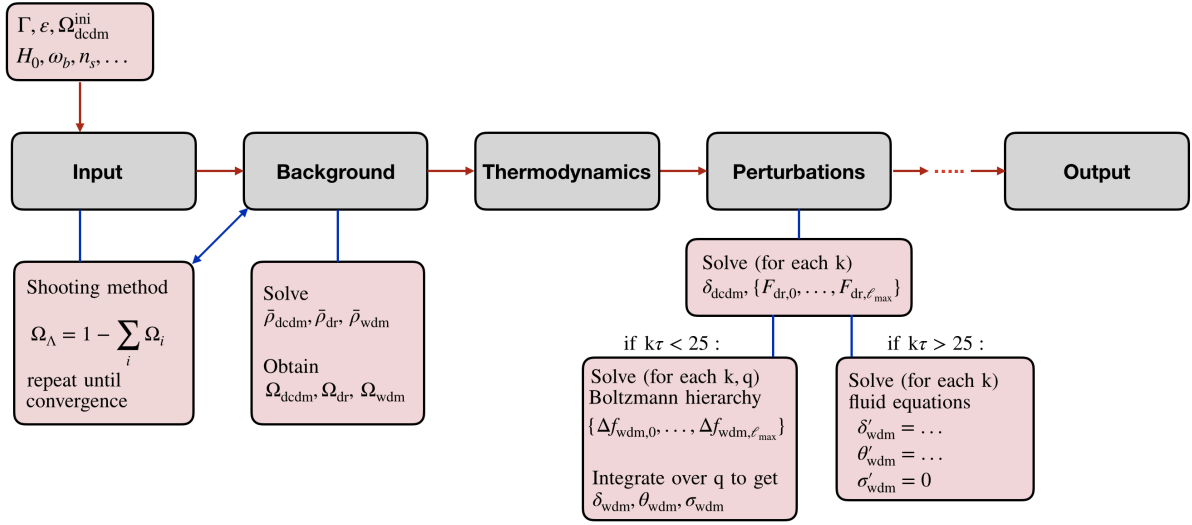 Γ, ε, Ω_dcdm^ini
H_0, ω_b, n_s, . . .
Input
Background
Thermodynamics
Perturbations
......
Output
Shooting method
Ω_Λ = 1 − ∑_i Ω_i
repeat until
convergence
Solve
ρ̄_dcdm, ρ̄_dr, ρ̄_wdm
Obtain
Ω_dcdm, Ω_dr, Ω_wdm
Solve (for each k)
δ_dcdm, {F_dr,0, . . . , F_dr,ℓ_max}
if kτ < 25 :
Solve (for each k, q)
Boltzmann hierarchy
{Δf_wdm,0, . . . , Δf_wdm,ℓ_max}
Integrate over q to get
δ_wdm, θ_wdm, σ_wdm
if kτ > 25 :
Solve (for each k)
fluid equations
δ′_wdm = . . .
θ′_wdm = . . .
σ′_wdm = 0